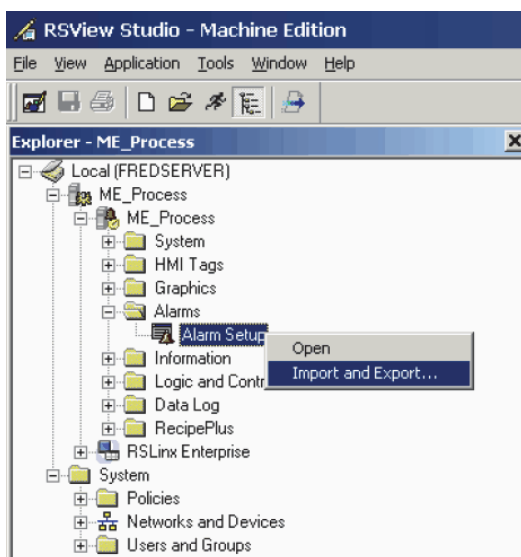 RSView Studio - Machine Edition
File View Application Tools Window Help
Explorer - ME_Process
Local (FREDSERVER)
ME_Process
ME_Process
System
HMI Tags
Graphics
Alarms
Alarm Setup
Open
Information
Import and Export...
Logic and Contr
Data Log
RecipePlus
RSLinx Enterprise
System
Policies
Networks and Devices
Users and Groups